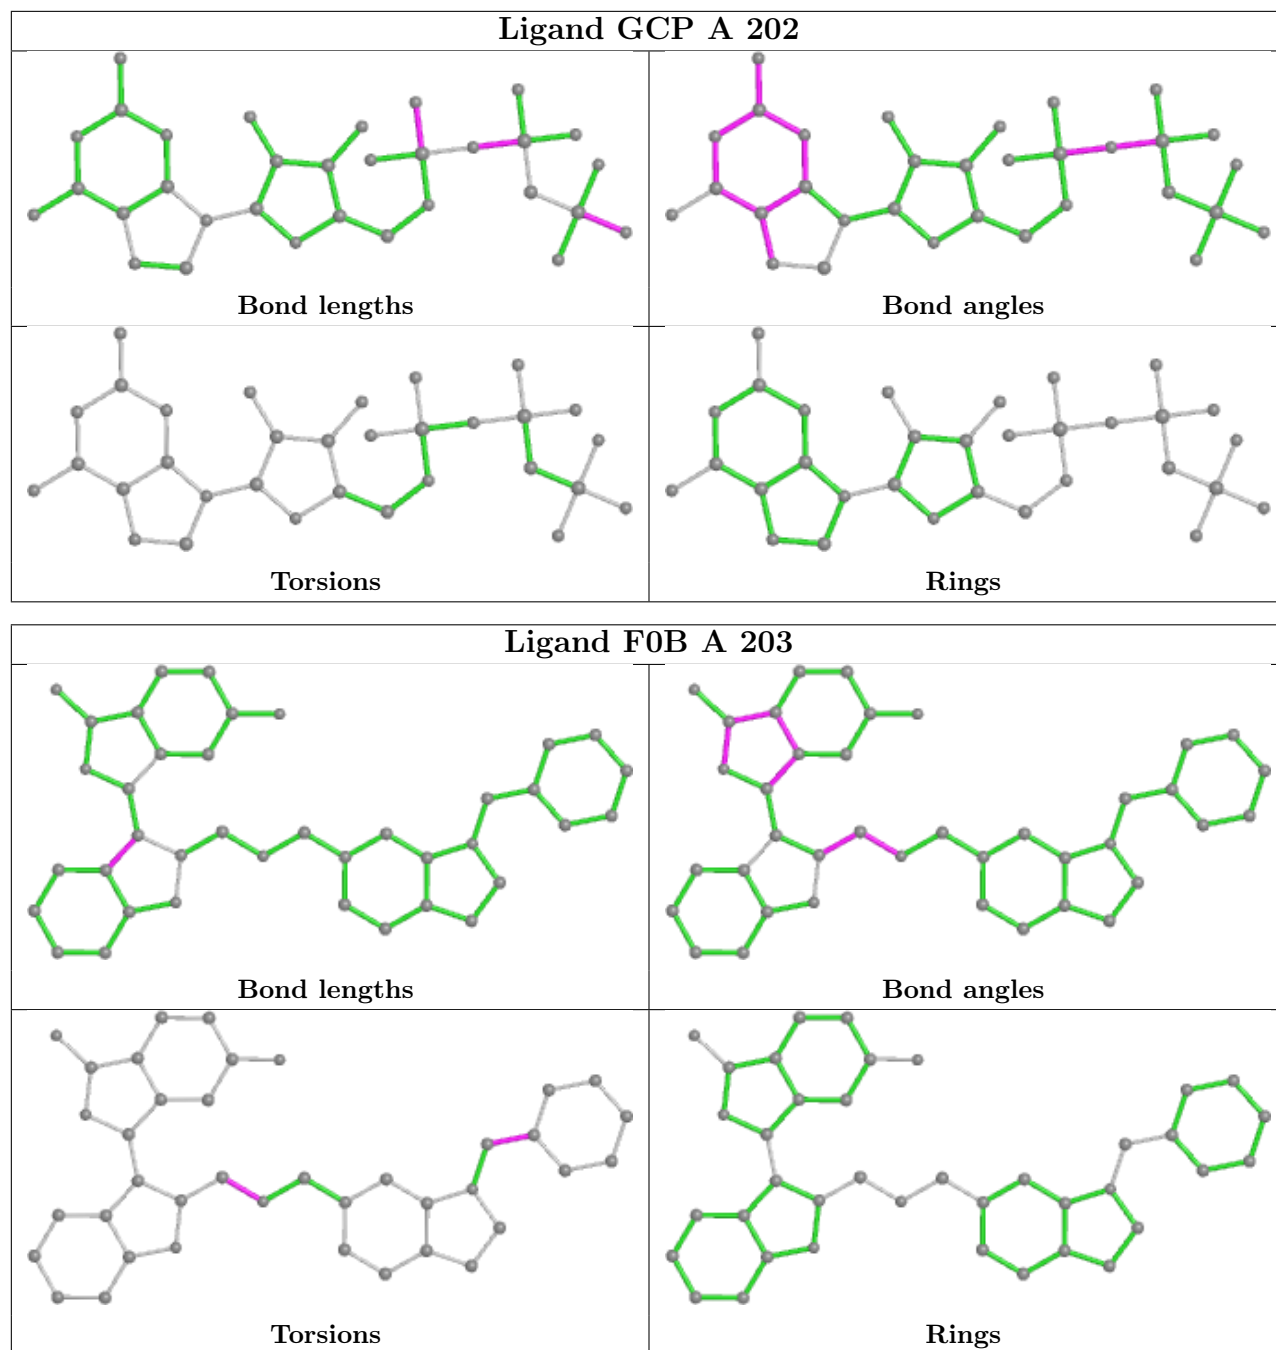 Ligand GCP A 202
Bond lengths
Bond angles
Torsions
Rings
Ligand F0B A 203
Bond lengths
Bond angles
Torsions
Rings